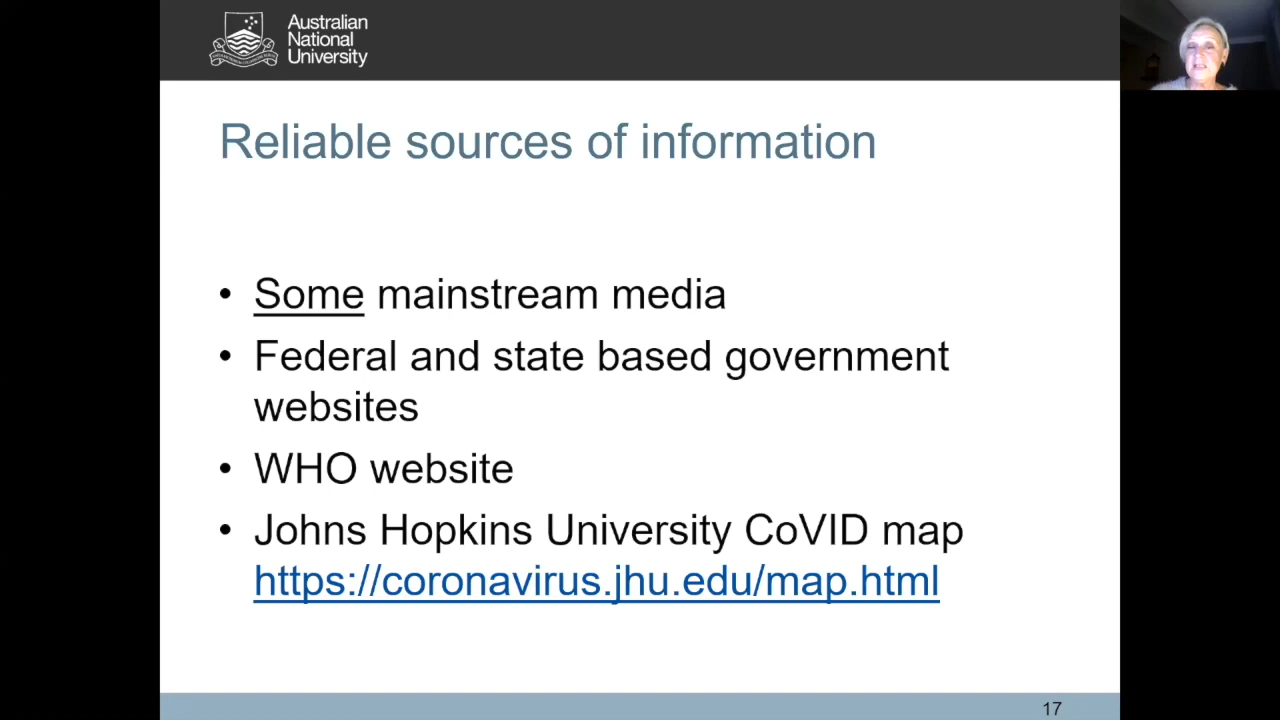 Australian
National
University
Reliable sources of information
• Some mainstream media
• Federal and state based government
websites
• WHO website
• Johns Hopkins University CoVID map
https://coronavirus.jhu.edu/map.html
17